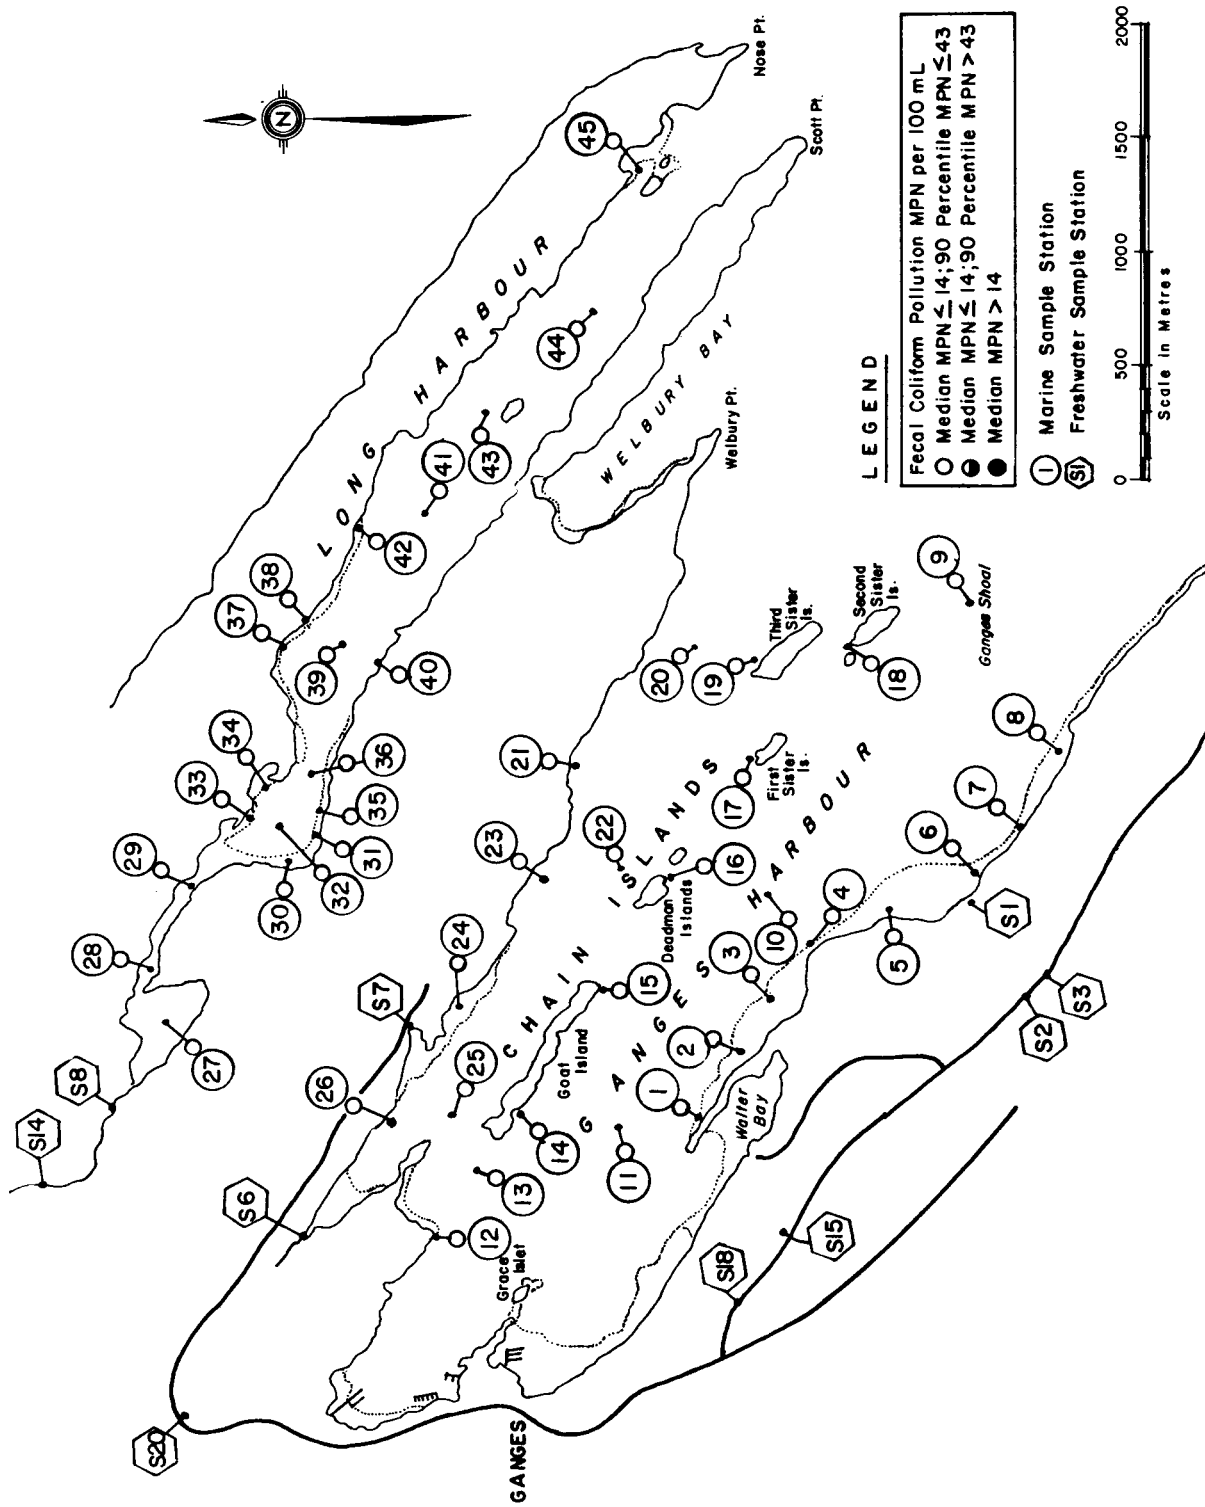 S14
S8
28
29
33
34
37
38
27
30
32
31
35
36
39
40
42
41
43
44
45
LONG HARBOUR
N
Nose Pt.
Scott Pt.
WELBURY BAY
Welbury Pt.
S20
S6
26
S7
24
23
21
25
22
20
19
Third
Sister
Is.
18
Second
Sister
Is.
9
Ganges Shoal
12
13
14
Goat
Island
15
CHAIN ISLANDS
Deadman
Islands
16
17
First
Sister
Is.
Grace
Islet
11
GANGES HARBOUR
1
2
3
10
4
5
6
7
8
Walter
Bay
S1
S2
S3
S18
S15
GANGES
LEGEND
Fecal Coliform Pollution MPN per 100 mL
Median MPN ≤ 14; 90 Percentile MPN ≤ 43
Median MPN ≤ 14; 90 Percentile MPN > 43
Median MPN > 14
1 Marine Sample Station
S1 Freshwater Sample Station
0 500 1000 1500 2000
Scale in Metres